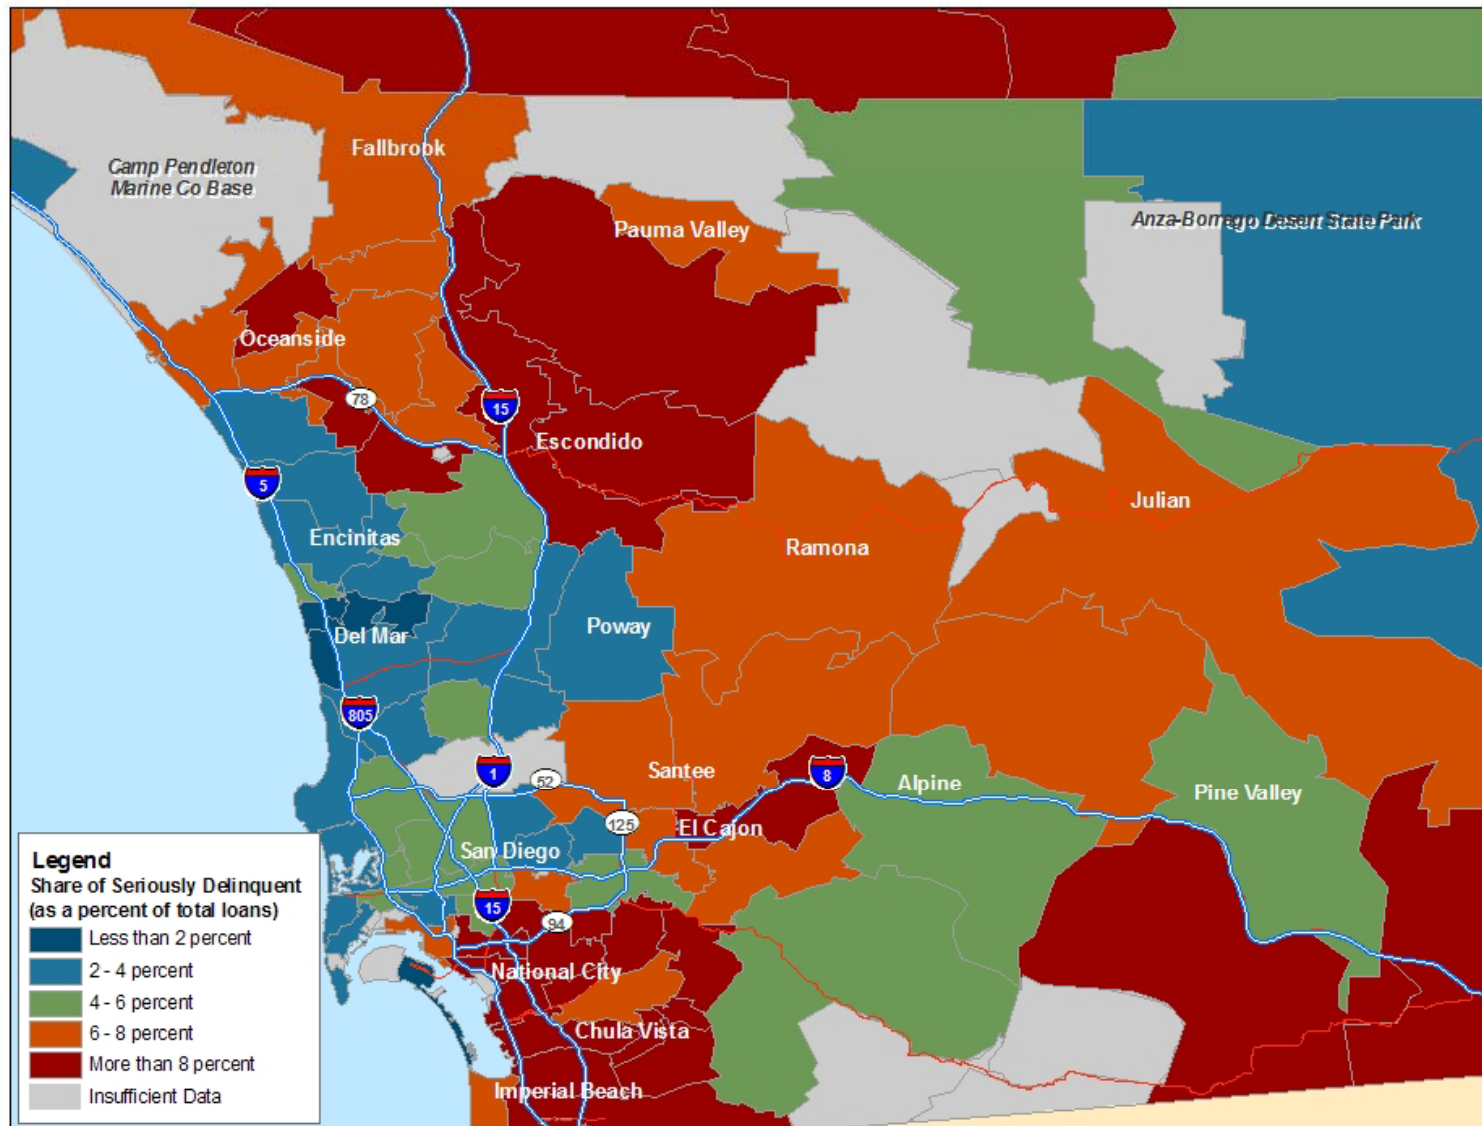 Fallbrook
Camp Pendleton
Marine Co Base
Pauma Valley
Anza-Borrego Desert State Park
Oceanside
78
15
Escondido
5
Julian
Encinitas
Ramona
Del Mar
Poway
805
1
52
Santee
8
Alpine
Pine Valley
125
El Cajon
San Diego
15
94
National City
Chula Vista
Imperial Beach
Legend
Share of Seriously Delinquent
(as a percent of total loans)
Less than 2 percent
2 - 4 percent
4 - 6 percent
6 - 8 percent
More than 8 percent
Insufficient Data